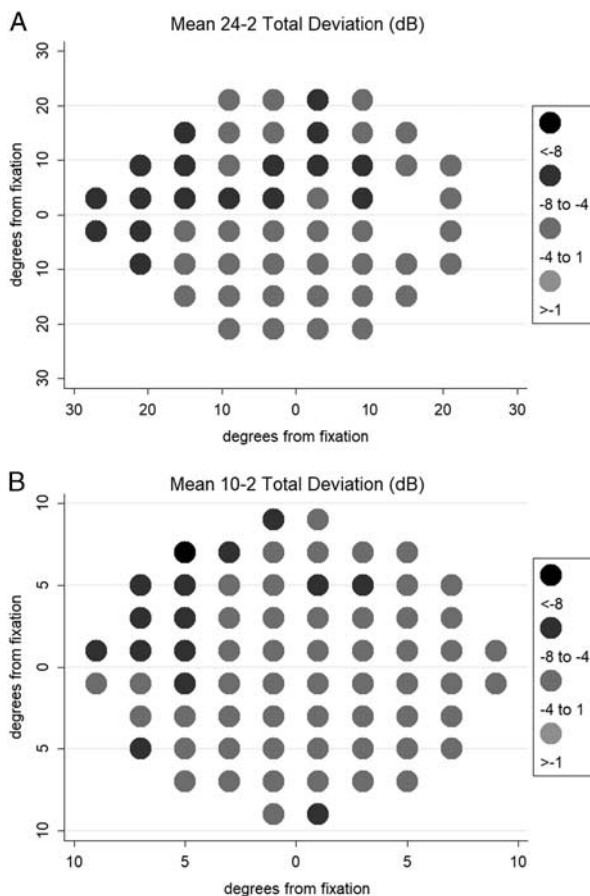 A
Mean 24-2 Total Deviation (dB)
degrees from fixation
30
20
10
0
10
20
30
30
20
10
0
10
20
30
degrees from fixation
<-8
-8 to -4
-4 to 1
>-1
B
Mean 10-2 Total Deviation (dB)
degrees from fixation
10
5
0
5
10
10
5
0
5
10
degrees from fixation
<-8
-8 to -4
-4 to 1
>-1